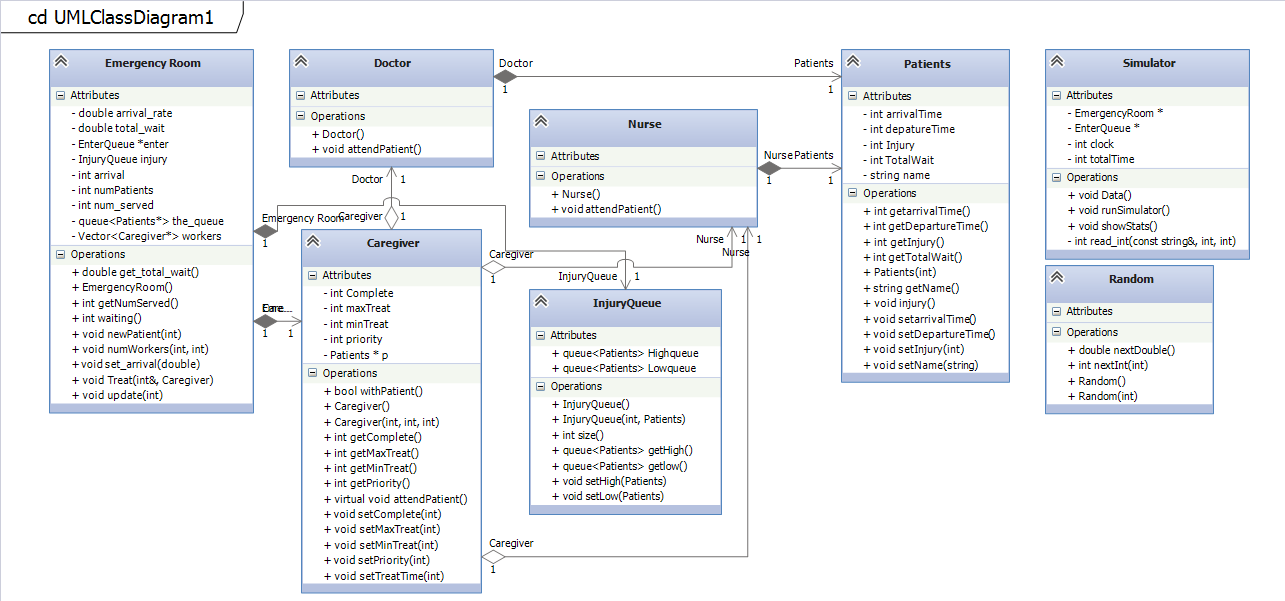 cd UMLClassDiagram1
Emergency Room
Attributes
- double arrival_rate
- double total_wait
- EnterQueue *enter
- InjuryQueue injury
- int arrival
- int numPatients
- int num_served
- queue<Patients*> the_queue
- Vector<Caregiver*> workers
Operations
+ double get_total_wait()
+ EmergencyRoom()
+ int getNumServed()
+ int waiting()
+ void newPatient(int)
+ void numWorkers(int, int)
+ void set_arrival(double)
+ void Treat(int&, Caregiver)
+ void update(int)
Emergency Room
1
Care...
1
1
Doctor
Attributes
Operations
+ Doctor()
+ void attendPatient()
Doctor
1
Patients
1
Doctor
1
Caregiver
1
Caregiver
Attributes
- int Complete
- int maxTreat
- int minTreat
- int priority
- Patients * p
Operations
+ bool withPatient()
+ Caregiver()
+ Caregiver(int, int, int)
+ int getComplete()
+ int getMaxTreat()
+ int getMinTreat()
+ int getPriority()
+ virtual void attendPatient()
+ void setComplete(int)
+ void setMaxTreat(int)
+ void setMinTreat(int)
+ void setPriority(int)
+ void setTreatTime(int)
Caregiver
1
Caregiver
1
Nurse
Attributes
Operations
+ Nurse()
+ void attendPatient()
Nurse
1
Patients
1
Nurse
1
Nurse
1
InjuryQueue
1
InjuryQueue
Attributes
+ queue<Patients> Highqueue
+ queue<Patients> Lowqueue
Operations
+ InjuryQueue()
+ InjuryQueue(int, Patients)
+ int size()
+ queue<Patients> getHigh()
+ queue<Patients> getlow()
+ void setHigh(Patients)
+ void setLow(Patients)
Patients
Attributes
- int arrivalTime
- int depatureTime
- int Injury
- int TotalWait
- string name
Operations
+ int getarrivalTime()
+ int getDepartureTime()
+ int getInjury()
+ int getTotalWait()
+ Patients(int)
+ string getName()
+ void injury()
+ void setarrivalTime()
+ void setDepartureTime()
+ void setInjury(int)
+ void setName(string)
Simulator
Attributes
- EmergencyRoom *
- EnterQueue *
- int clock
- int totalTime
Operations
+ void Data()
+ void runSimulator()
+ void showStats()
- int read_int(const string&, int, int)
Random
Attributes
Operations
+ double nextDouble()
+ int nextInt(int)
+ Random()
+ Random(int)